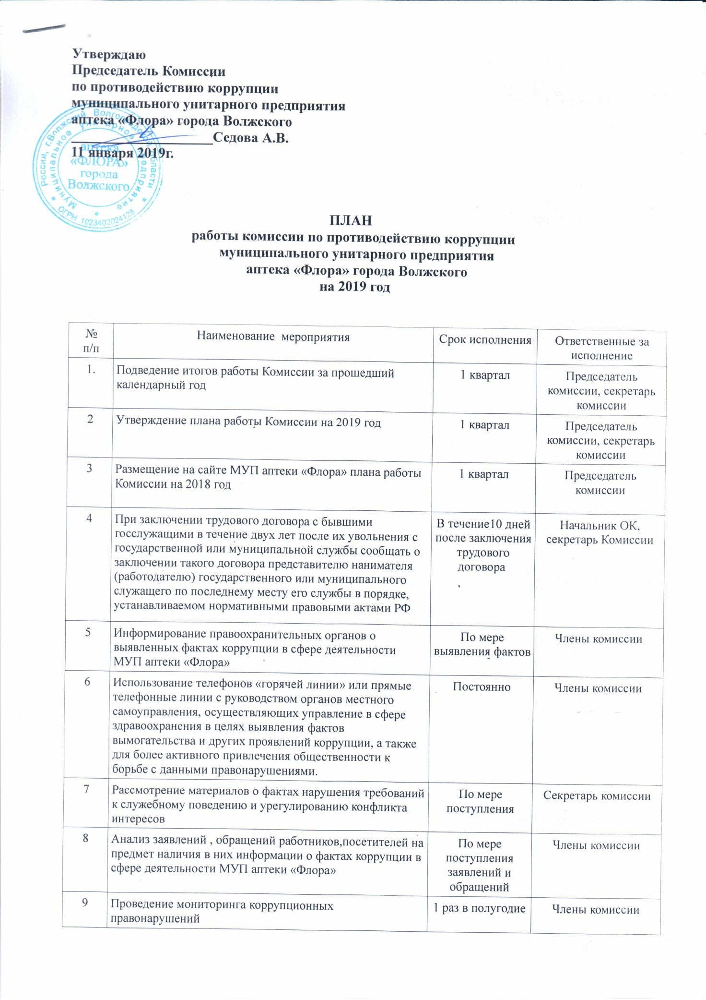 Утверждаю
Председатель Комиссии
по противодействию коррупции
муниципального унитарного предприятия
аптека «Флора» города Волжского
____________________Седова А.В.
11 января 2019г.
Россия, г.Волжский Волгоградской области
Муниципальное унитарное предприятие
ОГРН 1023402024128
аптека
«ФЛОРА»
города
Волжского
ПЛАН
работы комиссии по противодействию коррупции
муниципального унитарного предприятия
аптека «Флора» города Волжского
на 2019 год
№
п/п
Наименование мероприятия
Срок исполнения
Ответственные за
исполнение
1.
Подведение итогов работы Комиссии за прошедший
календарный год
1 квартал
Председатель
комиссии, секретарь
комиссии
2
Утверждение плана работы Комиссии на 2019 год
1 квартал
Председатель
комиссии, секретарь
комиссии
3
Размещение на сайте МУП аптеки «Флора» плана работы
Комиссии на 2018 год
1 квартал
Председатель
комиссии
4
При заключении трудового договора с бывшими
госслужащими в течение двух лет после их увольнения с
государственной или муниципальной службы сообщать о
заключении такого договора представителю нанимателя
(работодателю) государственного или муниципального
служащего по последнему месту его службы в порядке,
устанавливаемом нормативными правовыми актами РФ
В течение10 дней
после заключения
трудового
договора
Начальник ОК,
секретарь Комиссии
5
Информирование правоохранительных органов о
выявленных фактах коррупции в сфере деятельности
МУП аптеки «Флора»
По мере
выявления фактов
Члены комиссии
6
Использование телефонов «горячей линии» или прямые
телефонные линии с руководством органов местного
самоуправления, осуществляющих управление в сфере
здравоохранения в целях выявления фактов
вымогательства и других проявлений коррупции, а также
для более активного привлечения общественности к
борьбе с данными правонарушениями.
Постоянно
Члены комиссии
7
Рассмотрение материалов о фактах нарушения требований
к служебному поведению и урегулированию конфликта
интересов
По мере
поступления
Секретарь комиссии
8
Анализ заявлений , обращений работников,посетителей на
предмет наличия в них информации о фактах коррупции в
сфере деятельности МУП аптеки «Флора»
По мере
поступления
заявлений и
обращений
Члены комиссии
9
Проведение мониторинга коррупционных
правонарушений
1 раз в полугодие
Члены комиссии